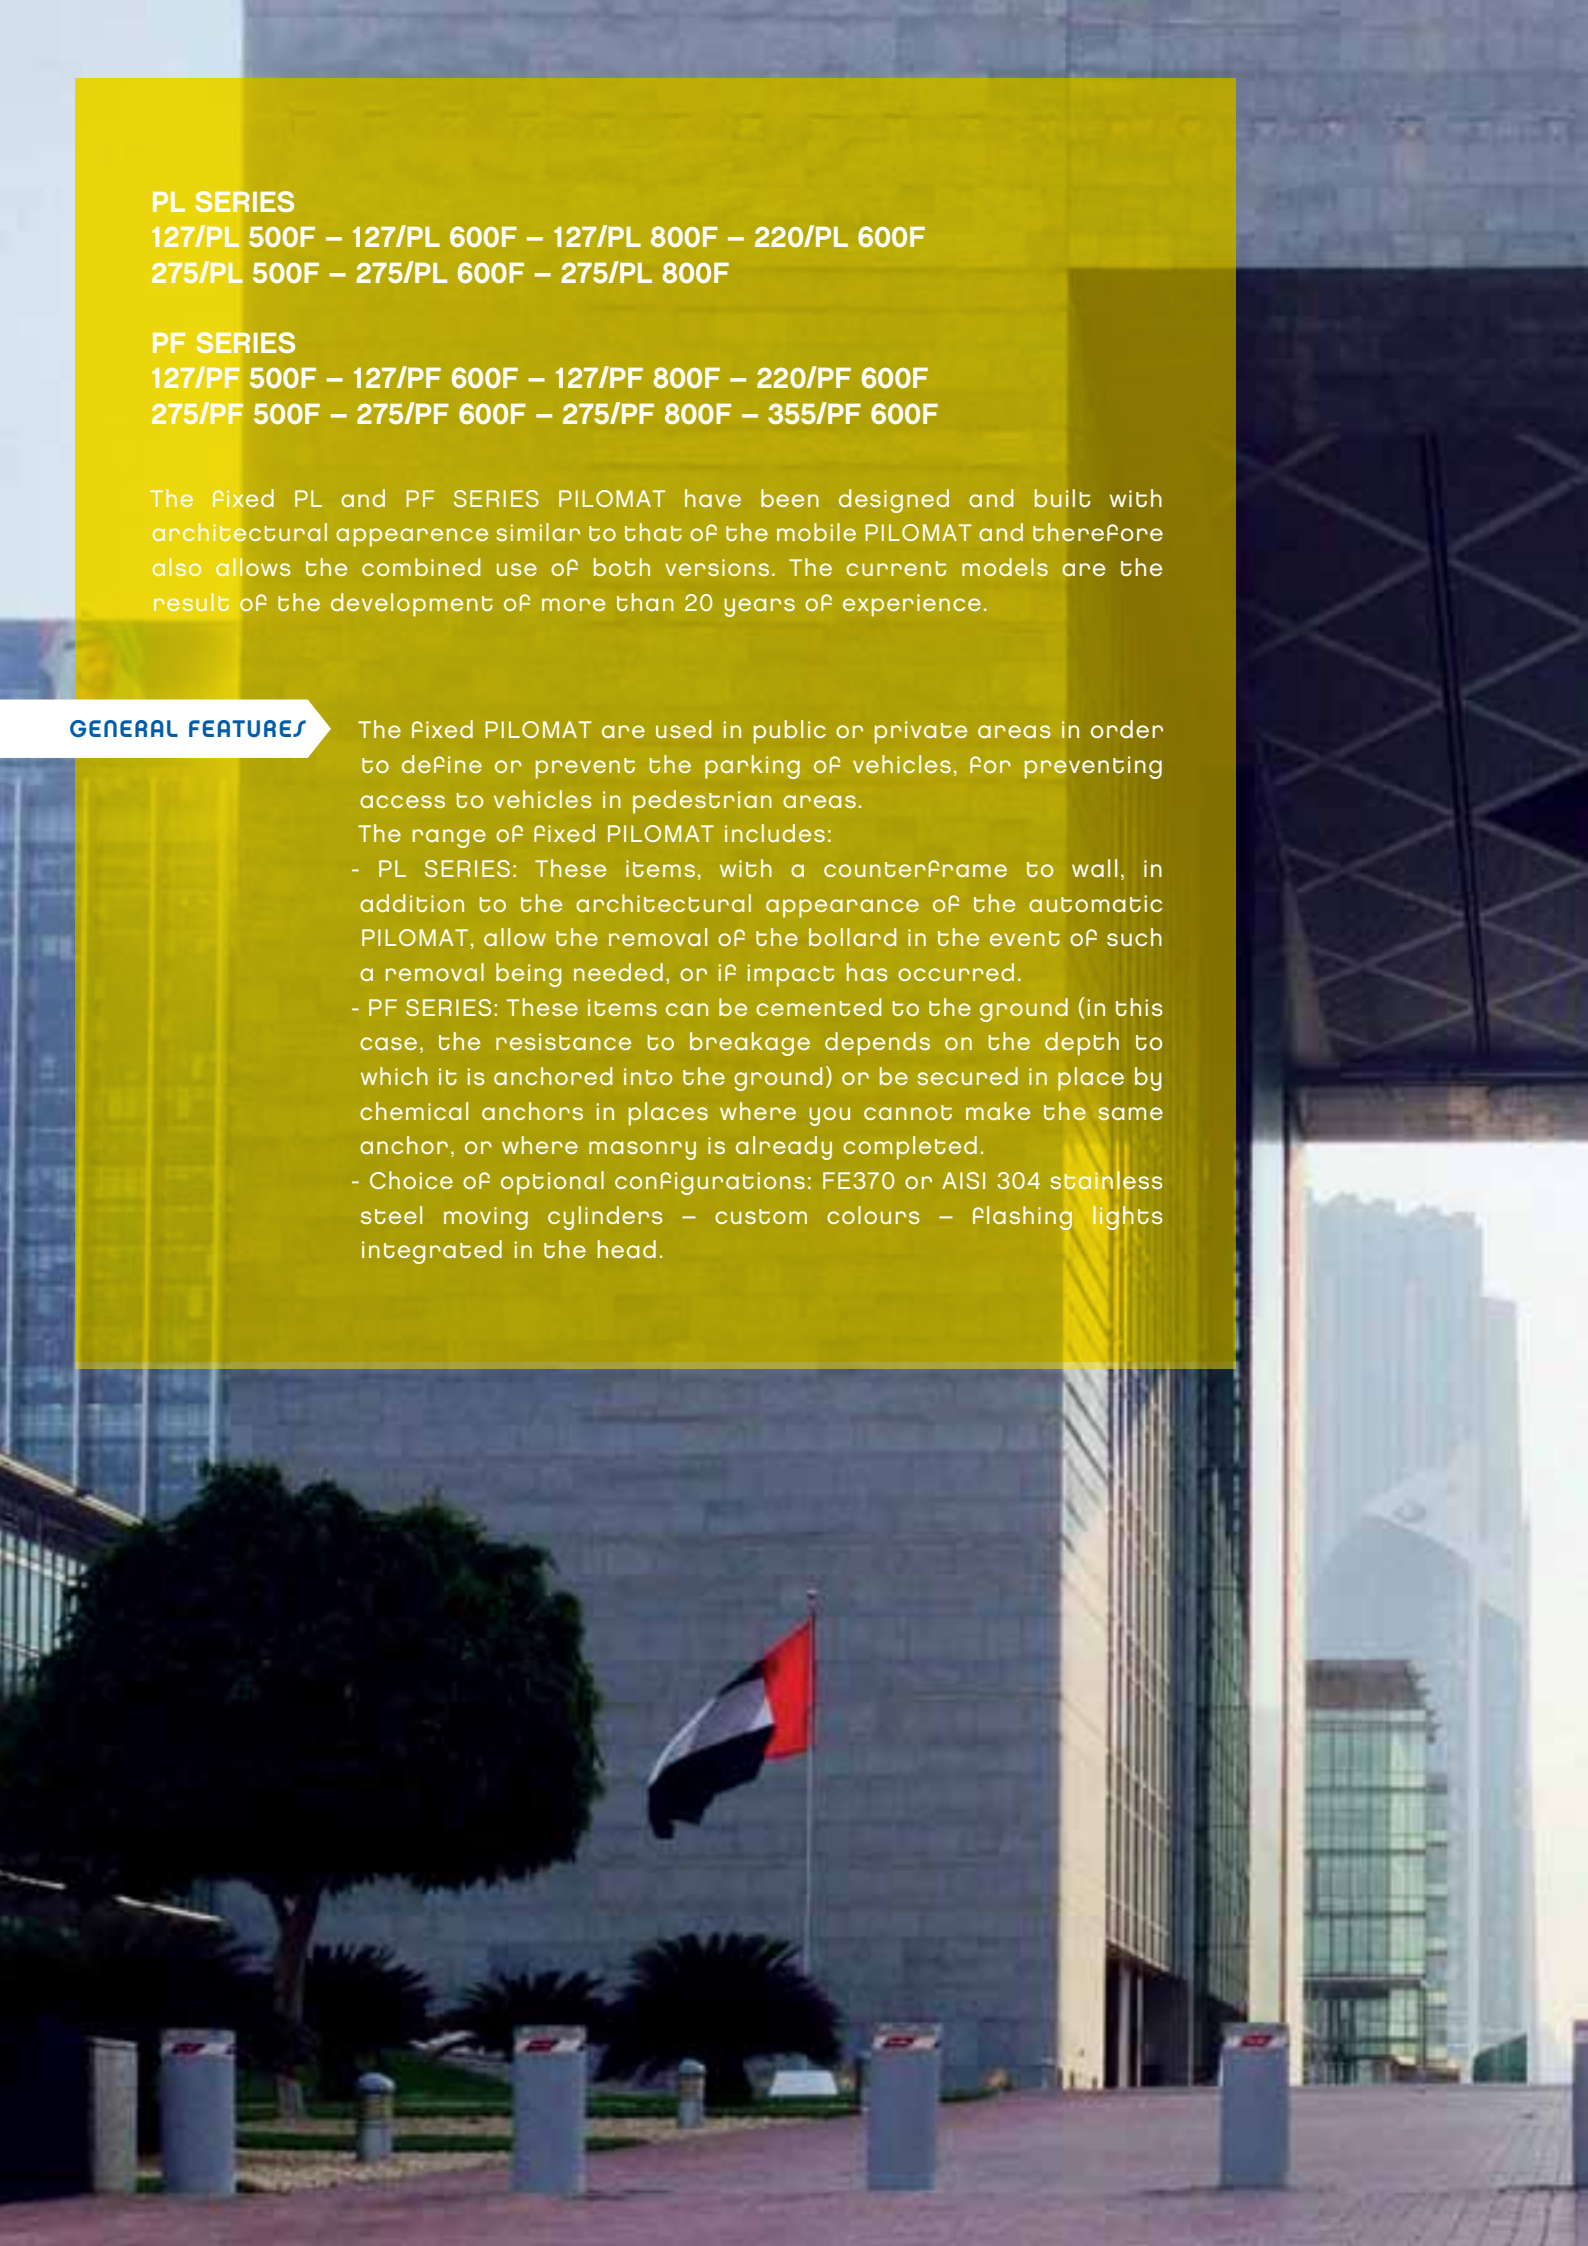 PL SERIES
127/PL 500F – 127/PL 600F – 127/PL 800F – 220/PL 600F
275/PL 500F – 275/PL 600F – 275/PL 800F
PF SERIES
127/PF 500F – 127/PF 600F – 127/PF 800F – 220/PF 600F
275/PF 500F – 275/PF 600F – 275/PF 800F – 355/PF 600F
The fixed PL and PF SERIES PILOMAT have been designed and built with
architectural appearence similar to that of the mobile PILOMAT and therefore
also allows the combined use of both versions. The current models are the
result of the development of more than 20 years of experience.
GENERAL FEATURES
The fixed PILOMAT are used in public or private areas in order
to define or prevent the parking of vehicles, for preventing
access to vehicles in pedestrian areas.
The range of fixed PILOMAT includes:
- PL SERIES: These items, with a counterframe to wall, in
addition to the architectural appearance of the automatic
PILOMAT, allow the removal of the bollard in the event of such
a removal being needed, or if impact has occurred.
- PF SERIES: These items can be cemented to the ground (in this
case, the resistance to breakage depends on the depth to
which it is anchored into the ground) or be secured in place by
chemical anchors in places where you cannot make the same
anchor, or where masonry is already completed.
- Choice of optional configurations: FE370 or AISI 304 stainless
steel moving cylinders – custom colours – flashing lights
integrated in the head.